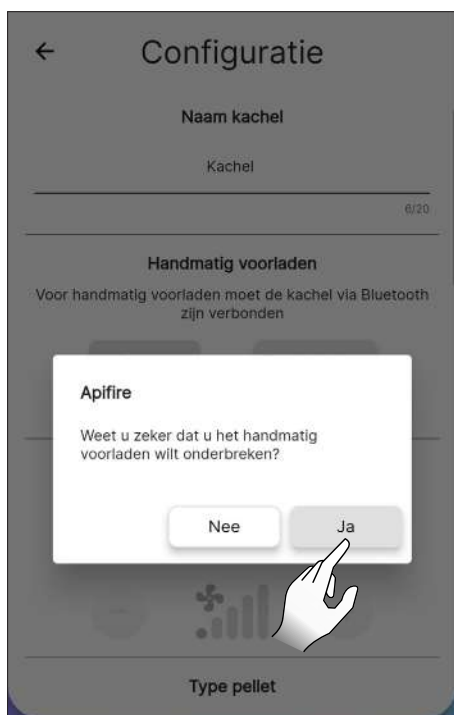 Configuratie
Naam kachel
Kachel
6/20
Handmatig voorladen
Voor handmatig voorladen moet de kachel via Bluetooth
zijn verbonden
Apifire
Weet u zeker dat u het handmatig
voorladen wilt onderbreken?
Nee
Ja
Type pellet